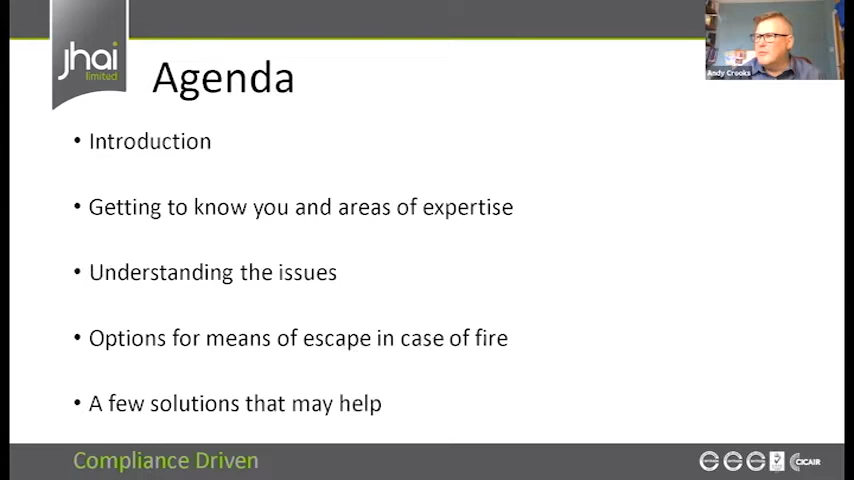 jhai
limited
Agenda
Andy Crooks
• Introduction
• Getting to know you and areas of expertise
• Understanding the issues
• Options for means of escape in case of fire
• A few solutions that may help
Compliance Driven
CICAIR